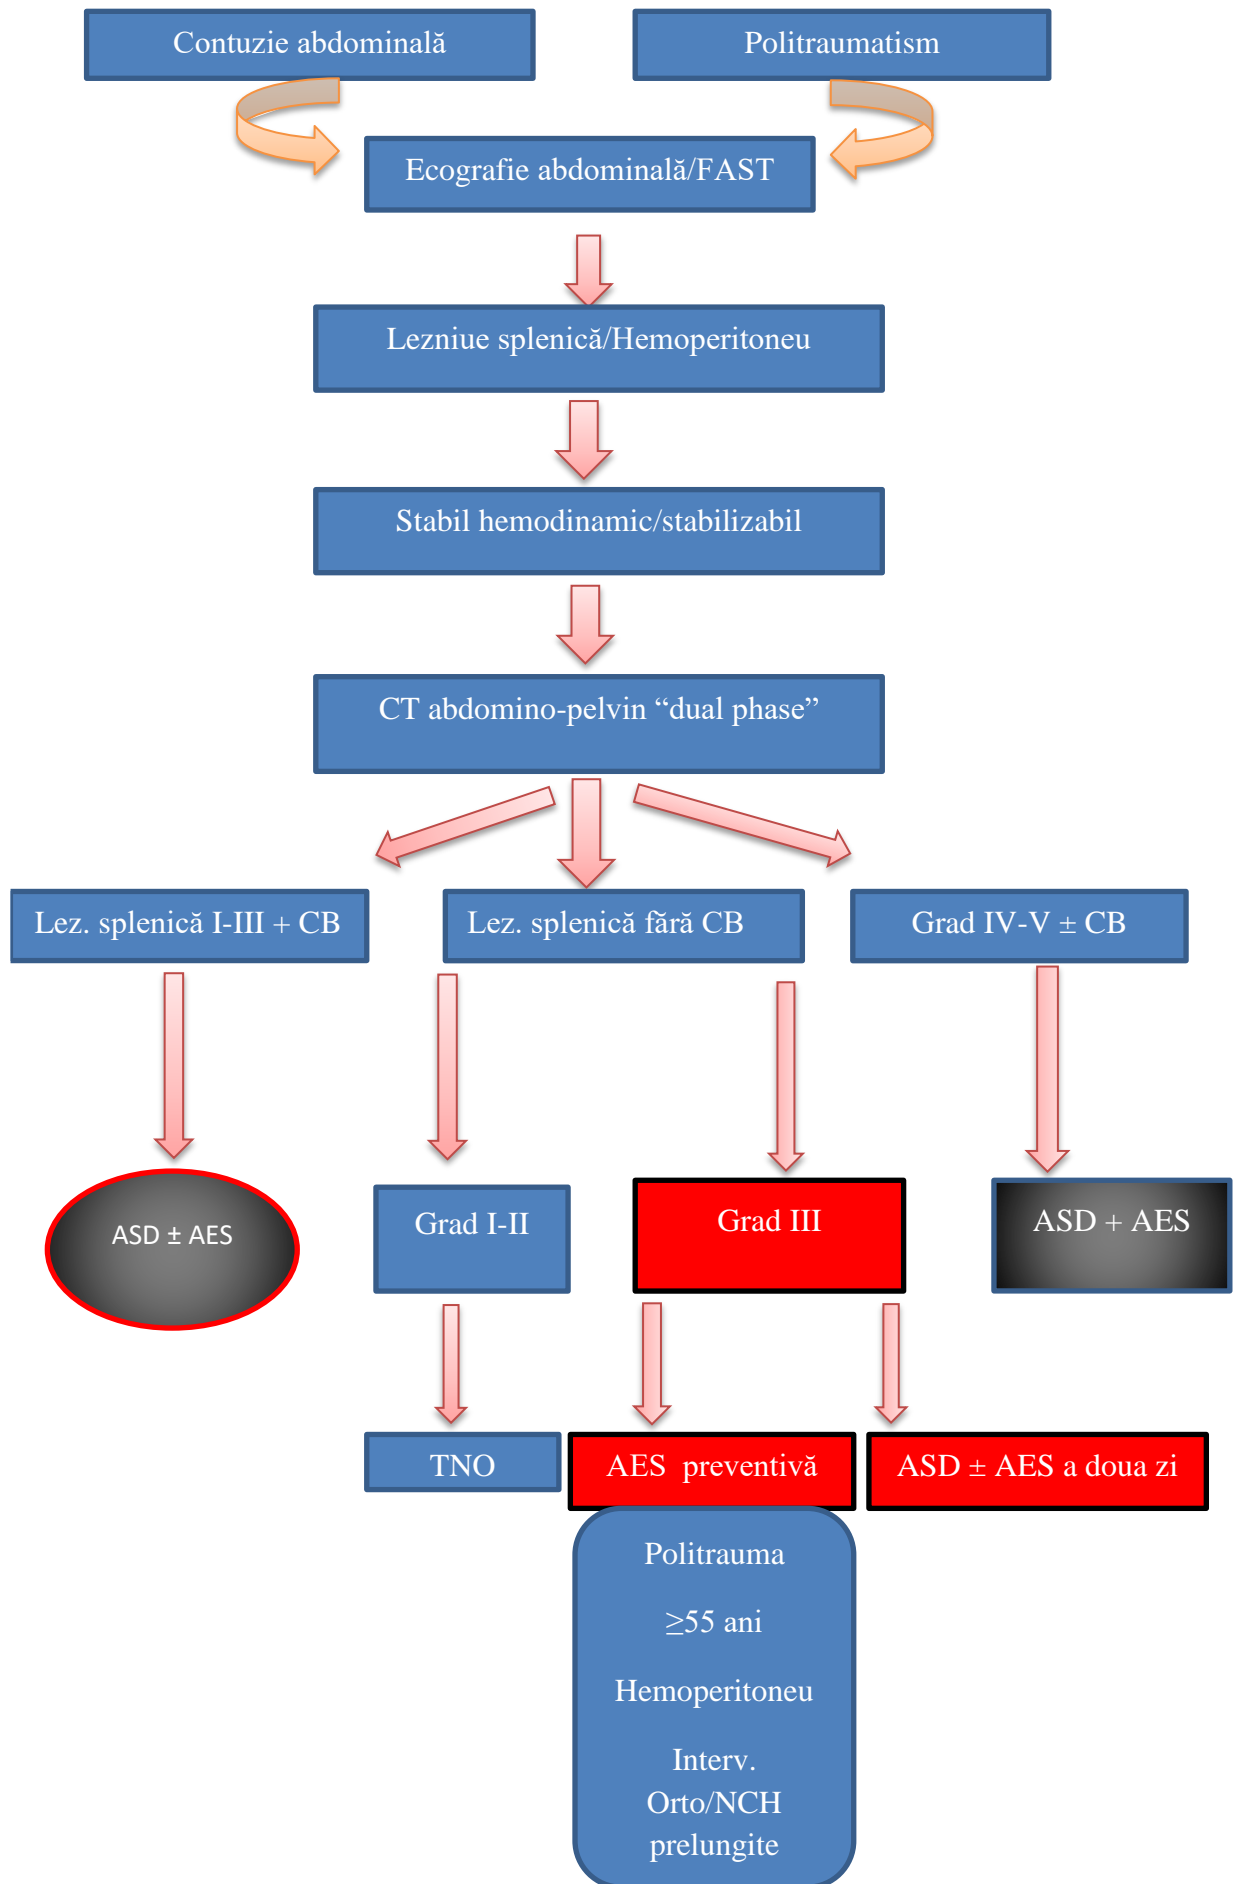 Contuzie abdominală
Politraumatism
Ecografie abdominală/FAST
Lezniue splenică/Hemoperitoneu
Stabil hemodinamic/stabilizabil
CT abdomino-pelvin “dual phase”
Lez. splenică I-III + CB
Lez. splenică fără CB
Grad IV-V ± CB
ASD ± AES
Grad I-II
Grad III
ASD + AES
TNO
AES preventivă
ASD ± AES a doua zi
Politrauma
≥55 ani
Hemoperitoneu
Interv.
Orto/NCH
prelungite